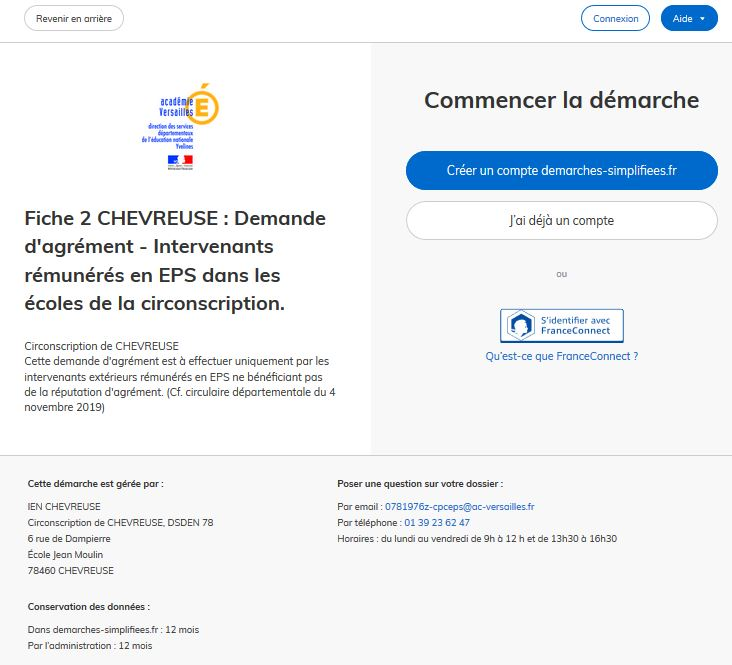 Revenir en arrière
Connexion
Aide
académie
Versailles
direction des services
départementaux
de l'éducation nationale
Yvelines
Fiche 2 CHEVREUSE : Demande
d'agrément - Intervenants
rémunérés en EPS dans les
écoles de la circonscription.
Circonscription de CHEVREUSE
Cette demande d'agrément est à effectuer uniquement par les
intervenants extérieurs rémunérés en EPS ne bénéficiant pas
de la réputation d'agrément. (Cf. circulaire départementale du 4
novembre 2019)
Commencer la démarche
Créer un compte demarches-simplifiees.fr
J'ai déjà un compte
ou
S'identifier avec
FranceConnect
Qu'est-ce que FranceConnect ?
Cette démarche est gérée par :
IEN CHEVREUSE
Circonscription de CHEVREUSE, DSDEN 78
6 rue de Dampierre
École Jean Moulin
78460 CHEVREUSE
Conservation des données :
Dans demarches-simplifiees.fr : 12 mois
Par l'administration : 12 mois
Poser une question sur votre dossier :
Par email : 0781976z-cpceps@ac-versailles.fr
Par téléphone : 01 39 23 62 47
Horaires : du lundi au vendredi de 9h à 12 h et de 13h30 à 16h30